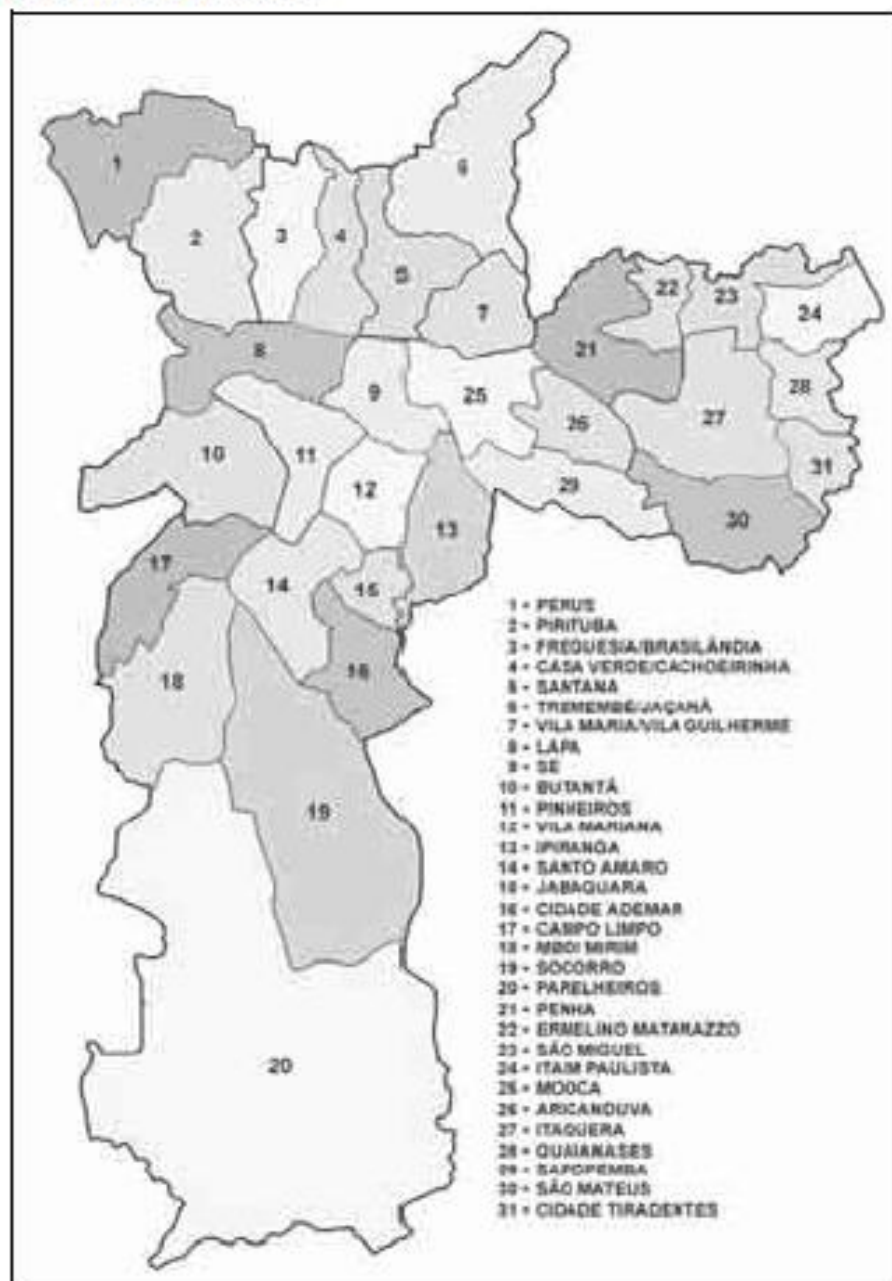 1
2
3
4
5
6
7
8
9
10
11
12
13
14
15
16
17
18
19
20
21
22
23
24
25
26
27
28
29
30
31
1 - PERUS
2 - PIRITUBA
3 - FREGUESIA/BRASILÂNDIA
4 - CASA VERDE/CACHOEIRINHA
5 - SANTANA
6 - TREMEMBÉ/JAÇANÃ
7 - VILA MARIA/VILA GUILHERME
8 - LAPA
9 - SÉ
10 - BUTANTÃ
11 - PINHEIROS
12 - VILA MARIANA
13 - IPIRANGA
14 - SANTO AMARO
15 - JABAQUARA
16 - CIDADE ADEMAR
17 - CAMPO LIMPO
18 - MBOI MIRIM
19 - SOCORRO
20 - PARELHEIROS
21 - PENHA
22 - ERMELINO MATARAZZO
23 - SÃO MIGUEL
24 - ITAIM PAULISTA
25 - MOOCA
26 - ARICANDUVA
27 - ITAQUERA
28 - GUAIANASES
29 - SAPOPEMBA
30 - SÃO MATEUS
31 - CIDADE TIRADENTES